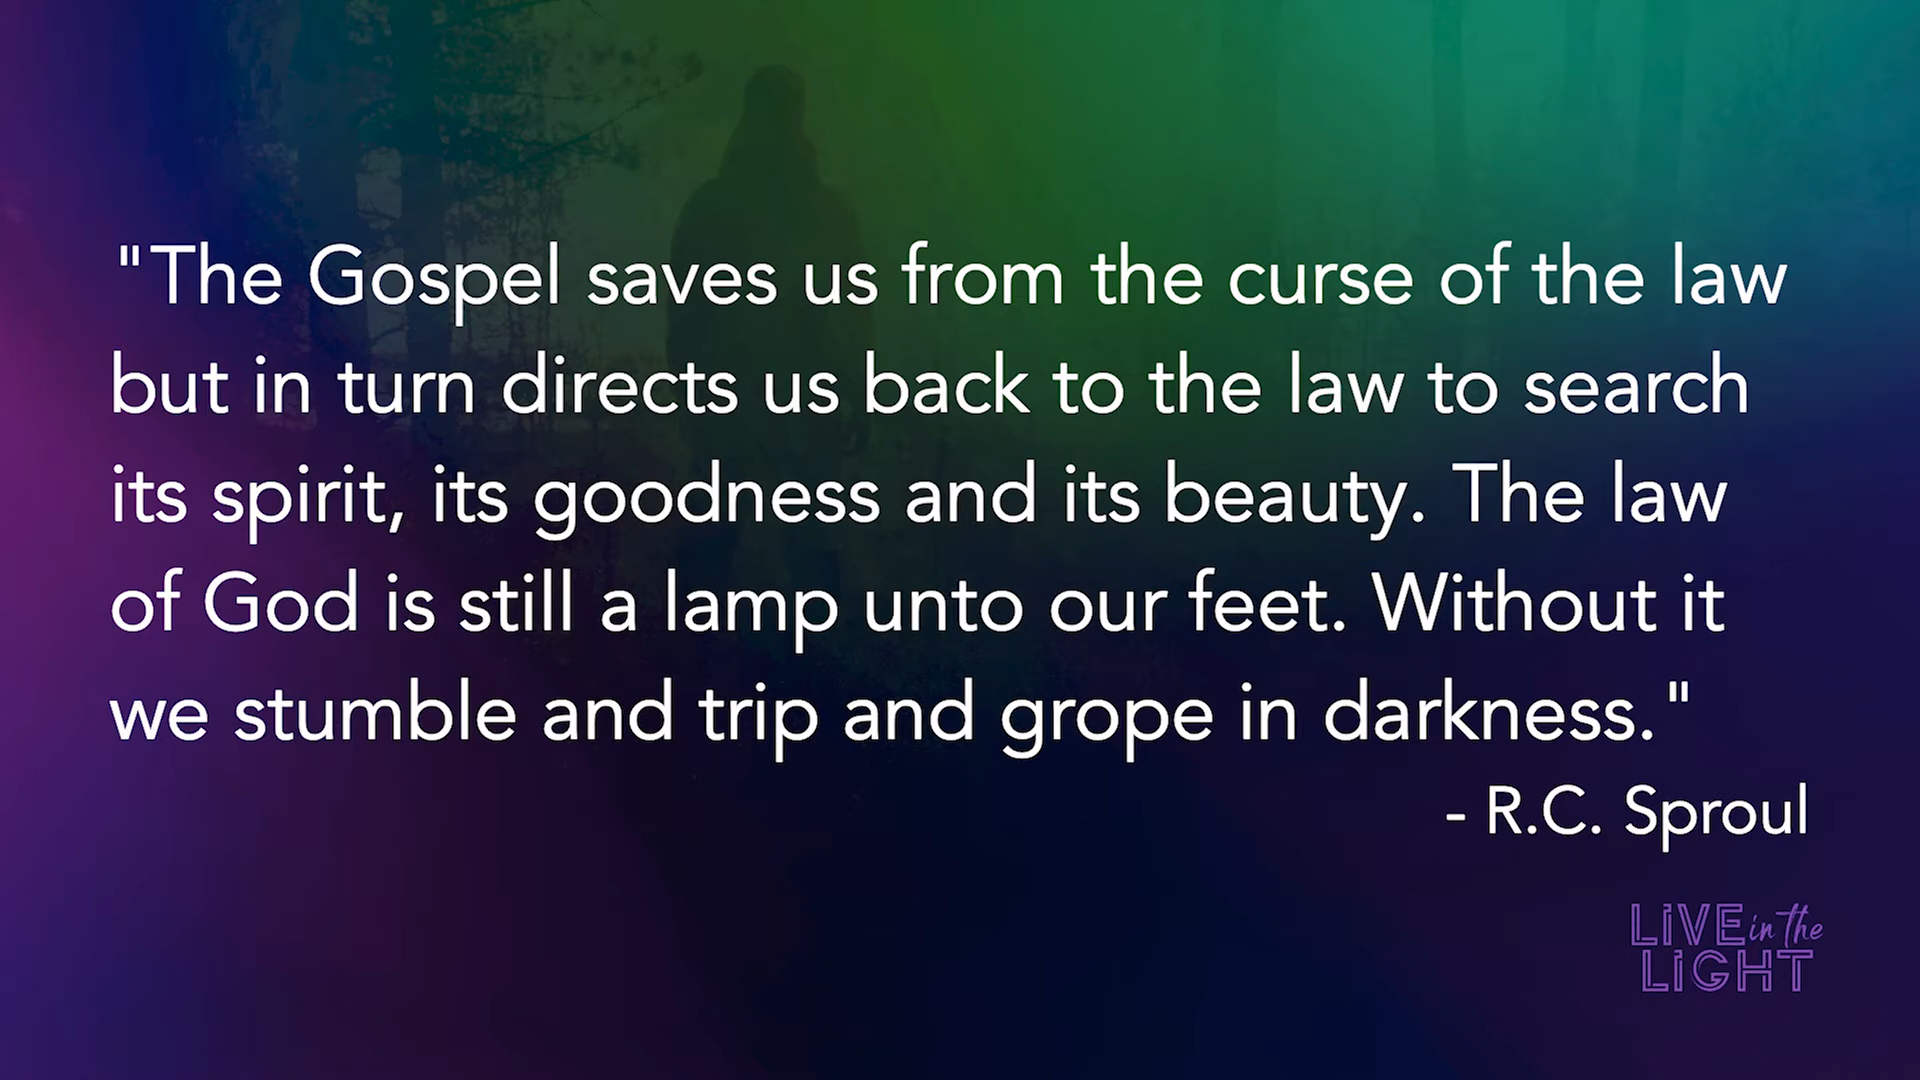 "The Gospel saves us from the curse of the law
but in turn directs us back to the law to search
its spirit, its goodness and its beauty. The law
of God is still a lamp unto our feet. Without it
we stumble and trip and grope in darkness."
- R.C. Sproul
LIVE in the
LIGHT